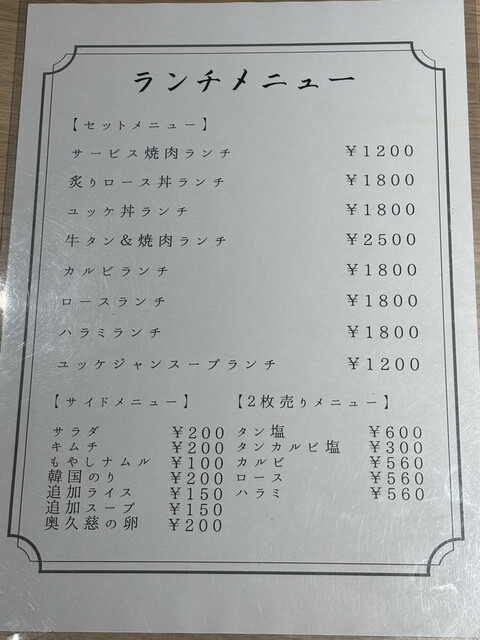 ランチメニュー
【セットメニュー】
サービス焼肉ランチ ￥1200
炙りロース丼ランチ ￥1800
ユッケ丼ランチ ￥1800
牛タン&焼肉ランチ ￥2500
カルビランチ ￥1800
ロースランチ ￥1800
ハラミランチ ￥1800
ユッケジャンスープランチ ￥1200
【サイドメニュー】
サラダ ￥200
キムチ ￥200
もやしナムル ￥100
韓国のり ￥200
追加ライス ￥150
追加スープ ￥150
奥久慈の卵 ￥200
【2枚売りメニュー】
タン塩 ￥600
タンカルビ塩 ￥300
カルビ ￥560
ロース ￥560
ハラミ ￥560